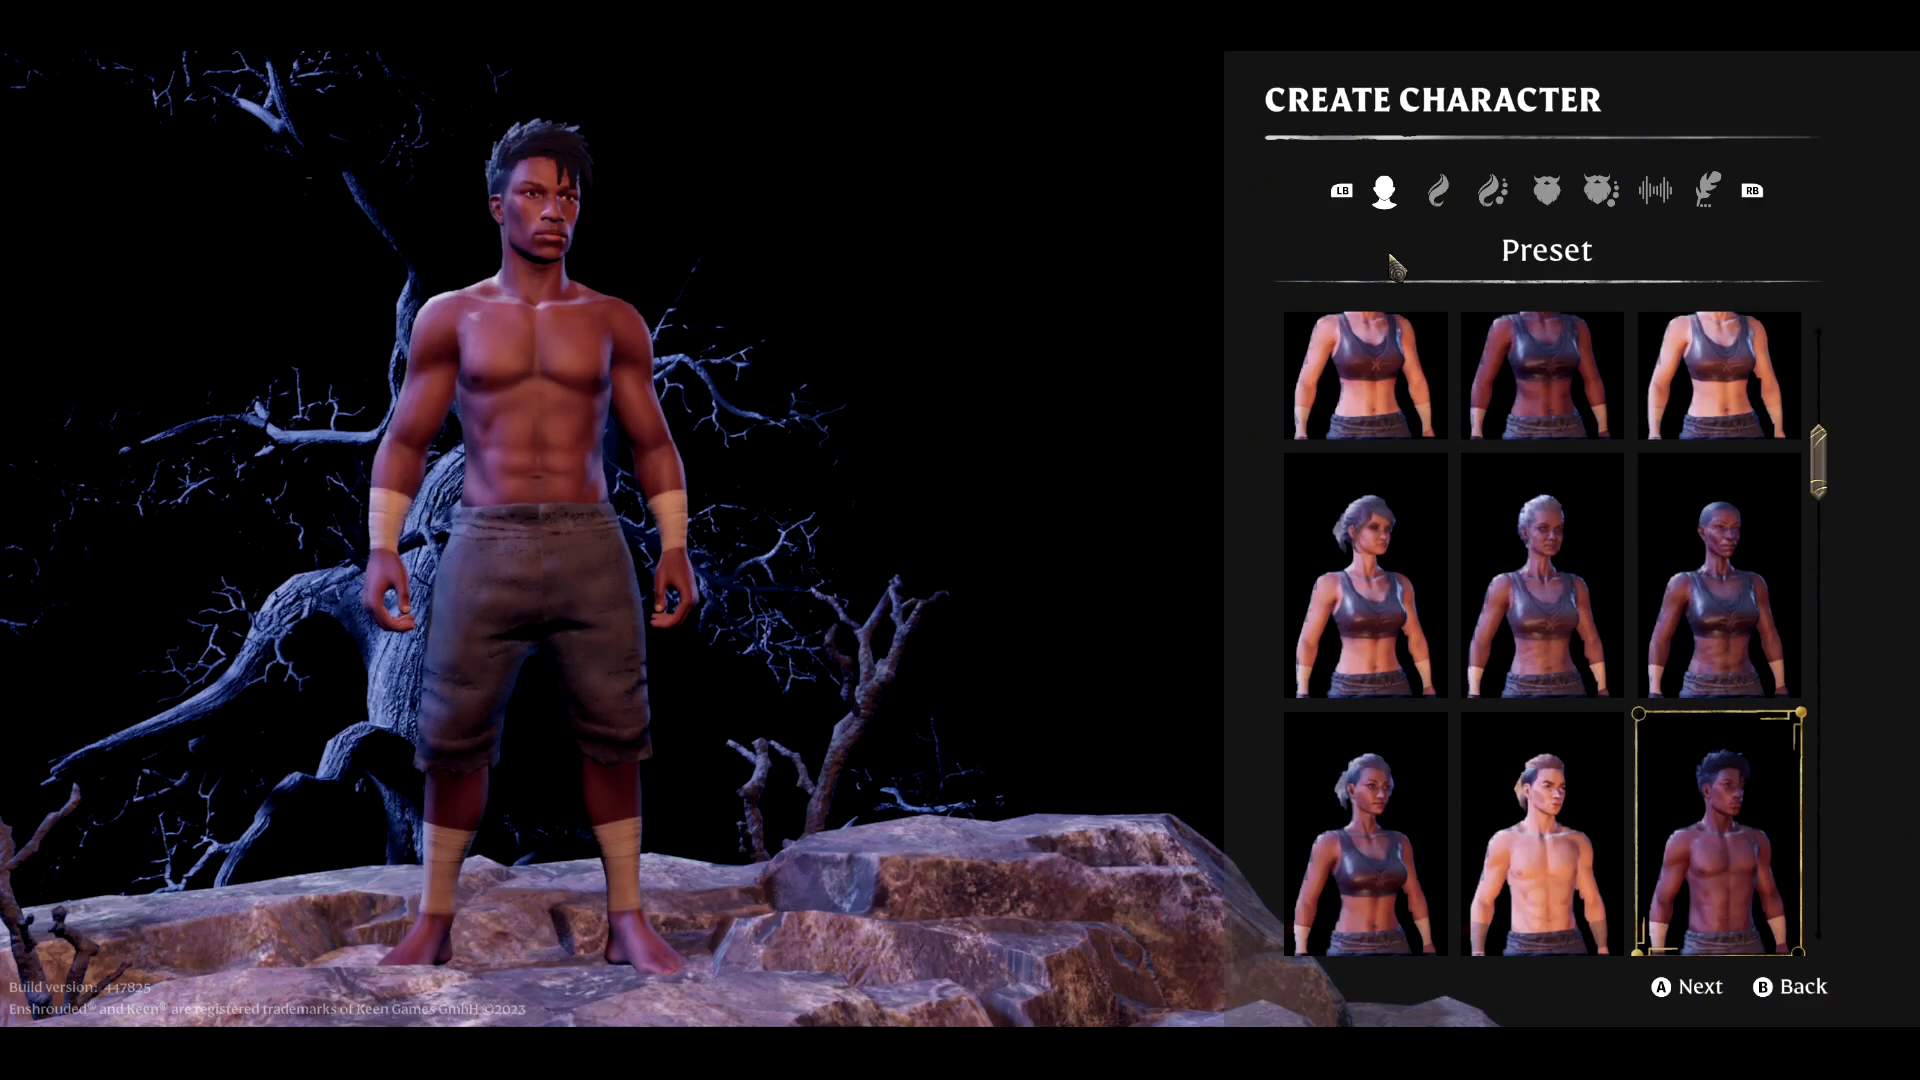 CREATE CHARACTER
LB
RB
Preset
A Next
B Back
Build version: 447825
Enshrouded® and Keen® are registered trademarks of Keen Games GmbH ©2023